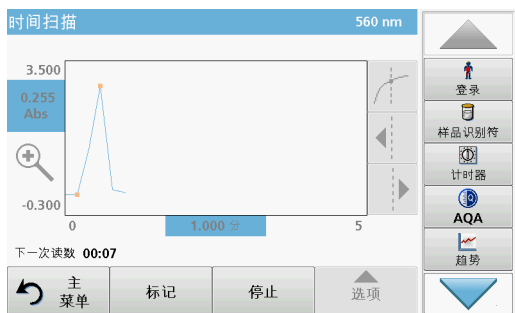 时间扫描 560 nm
3.500
0.255
Abs
-0.300
0 1.000 分 5
下一次读数 00:07
主
菜单
标记
停止
选项
登录
样品识别符
计时器
AQA
趋势